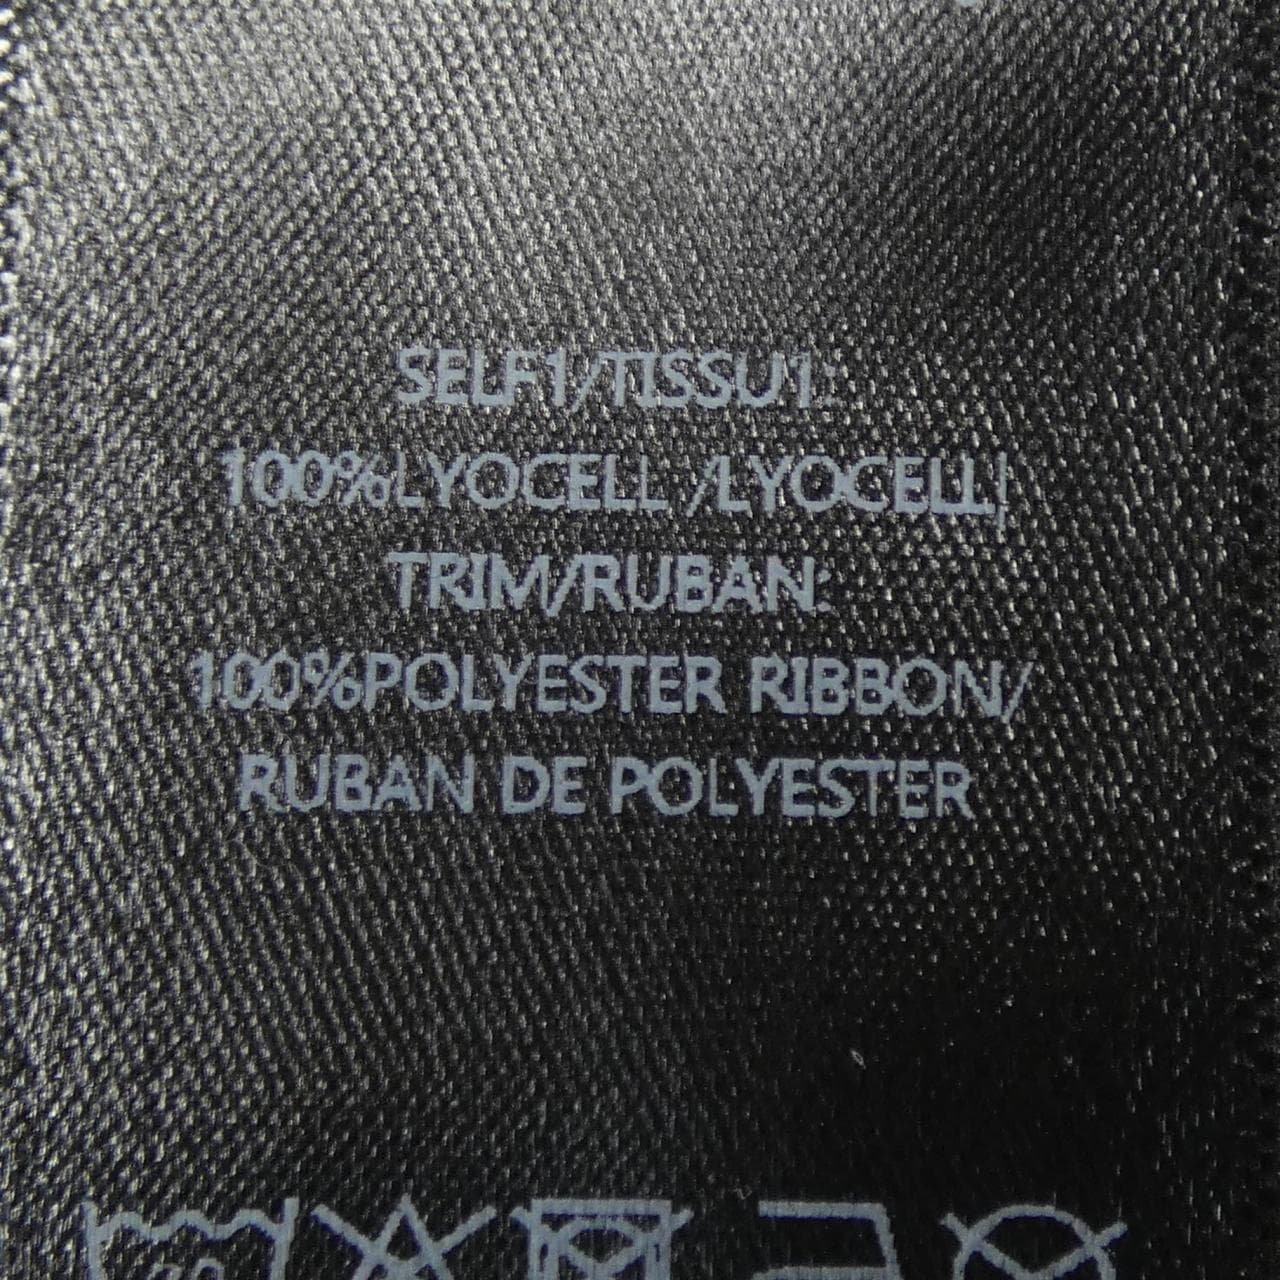 SELF1/TISSU1:
100%LYOCELL /LYOCELL|
TRIM/RUBAN:
100%POLYESTER RIBBON/
RUBAN DE POLYESTER